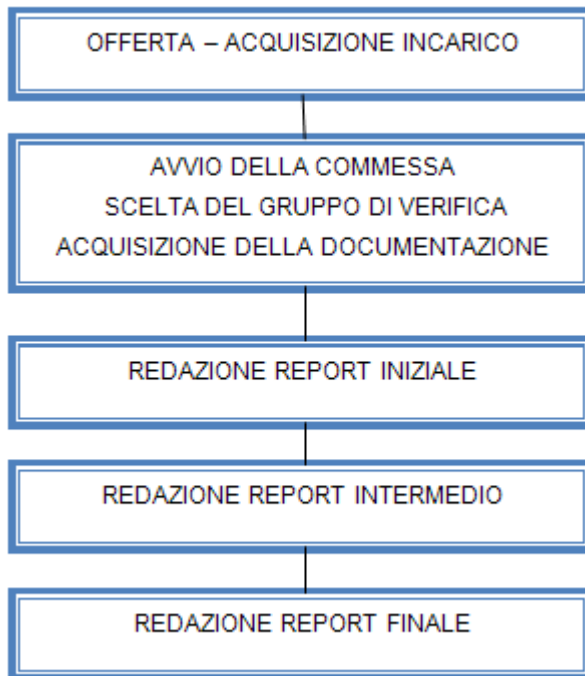 OFFERTA – ACQUISIZIONE INCARICO
AVVIO DELLA COMMESSA
SCELTA DEL GRUPPO DI VERIFICA
ACQUISIZIONE DELLA DOCUMENTAZIONE
REDAZIONE REPORT INIZIALE
REDAZIONE REPORT INTERMEDIO
REDAZIONE REPORT FINALE